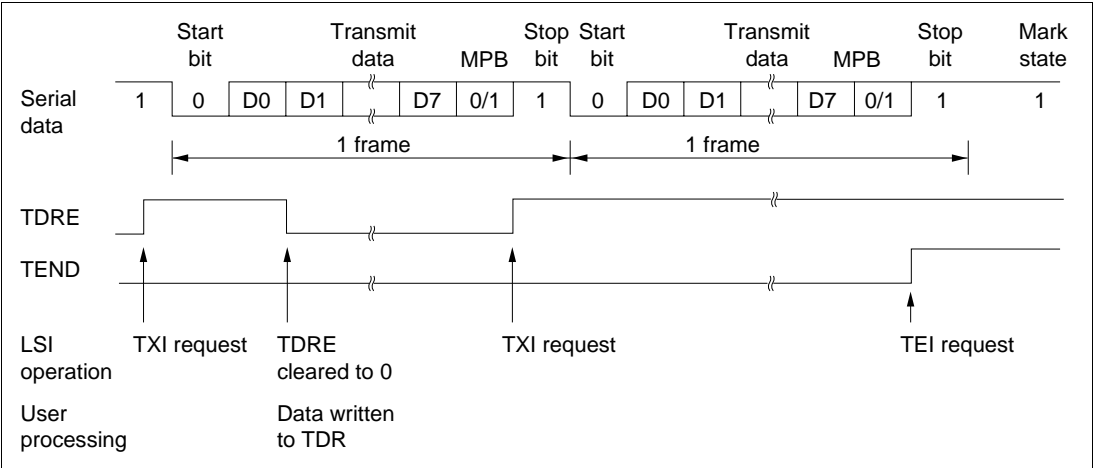 Start Transmit Stop Start Transmit Stop Mark
bit data MPB bit bit data MPB bit state
Serial 1 0 D0 D1 D7 0/1 1 0 D0 D1 D7 0/1 1 1
data
1 frame 1 frame
TDRE
TEND
LSI TXI request TDRE TXI request TEI request
operation cleared to 0
User Data written
processing to TDR